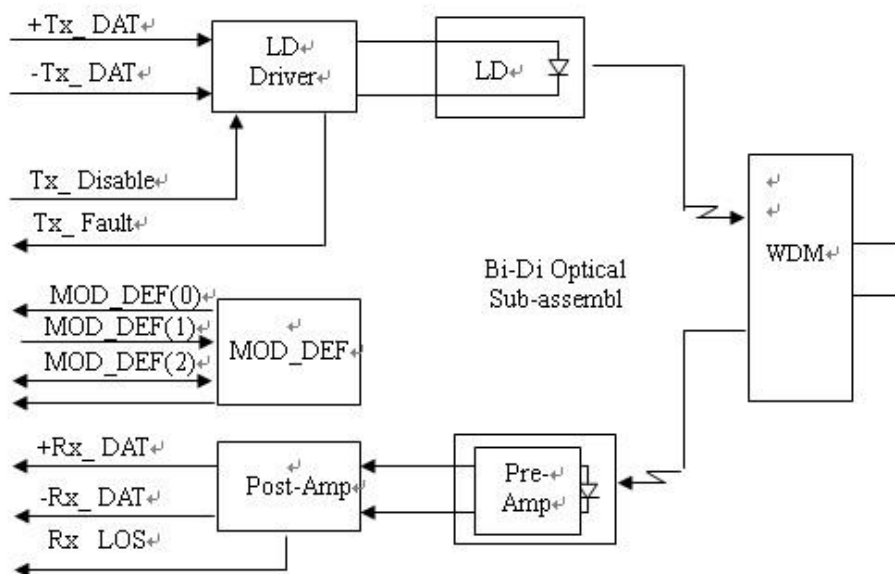 +Tx_ DAT
-Tx_ DAT
LD
Driver
LD
Tx_ Disable
Tx_ Fault
WDM
Bi-Di Optical
Sub-assembl
MOD_DEF(0)
MOD_DEF(1)
MOD_DEF(2)
MOD_DEF
+Rx_ DAT
-Rx_ DAT
Rx LOS
Post-Amp
Pre-
Amp